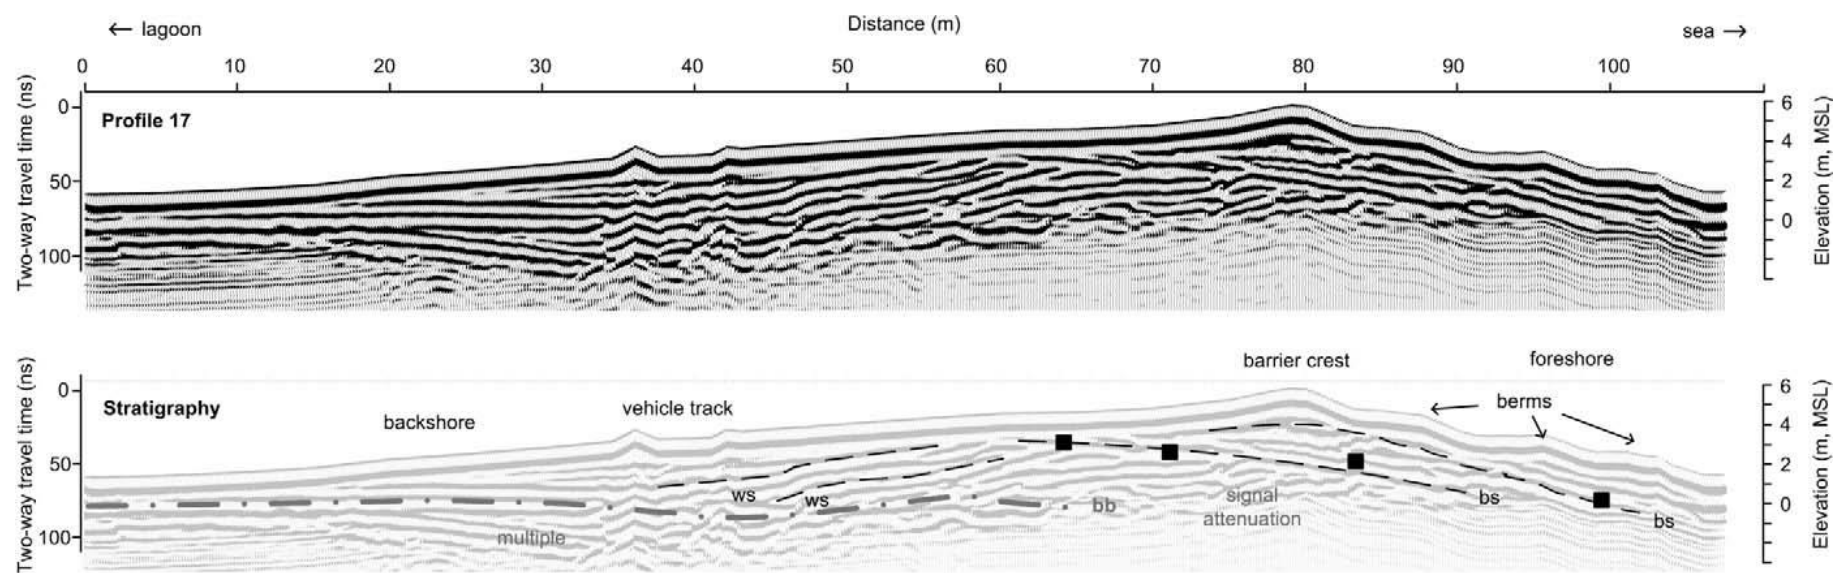 ← lagoon
Distance (m)
sea →
0 10 20 30 40 50 60 70 80 90 100
Two-way travel time (ns)
0
50
100
Profile 17
6
4
2
0
Elevation (m, MSL)
barrier crest
foreshore
Two-way travel time (ns)
0
50
100
Stratigraphy
backshore
vehicle track
berms
ws
ws
bb
signal
attenuation
bs
bs
multiple
6
4
2
0
Elevation (m, MSL)